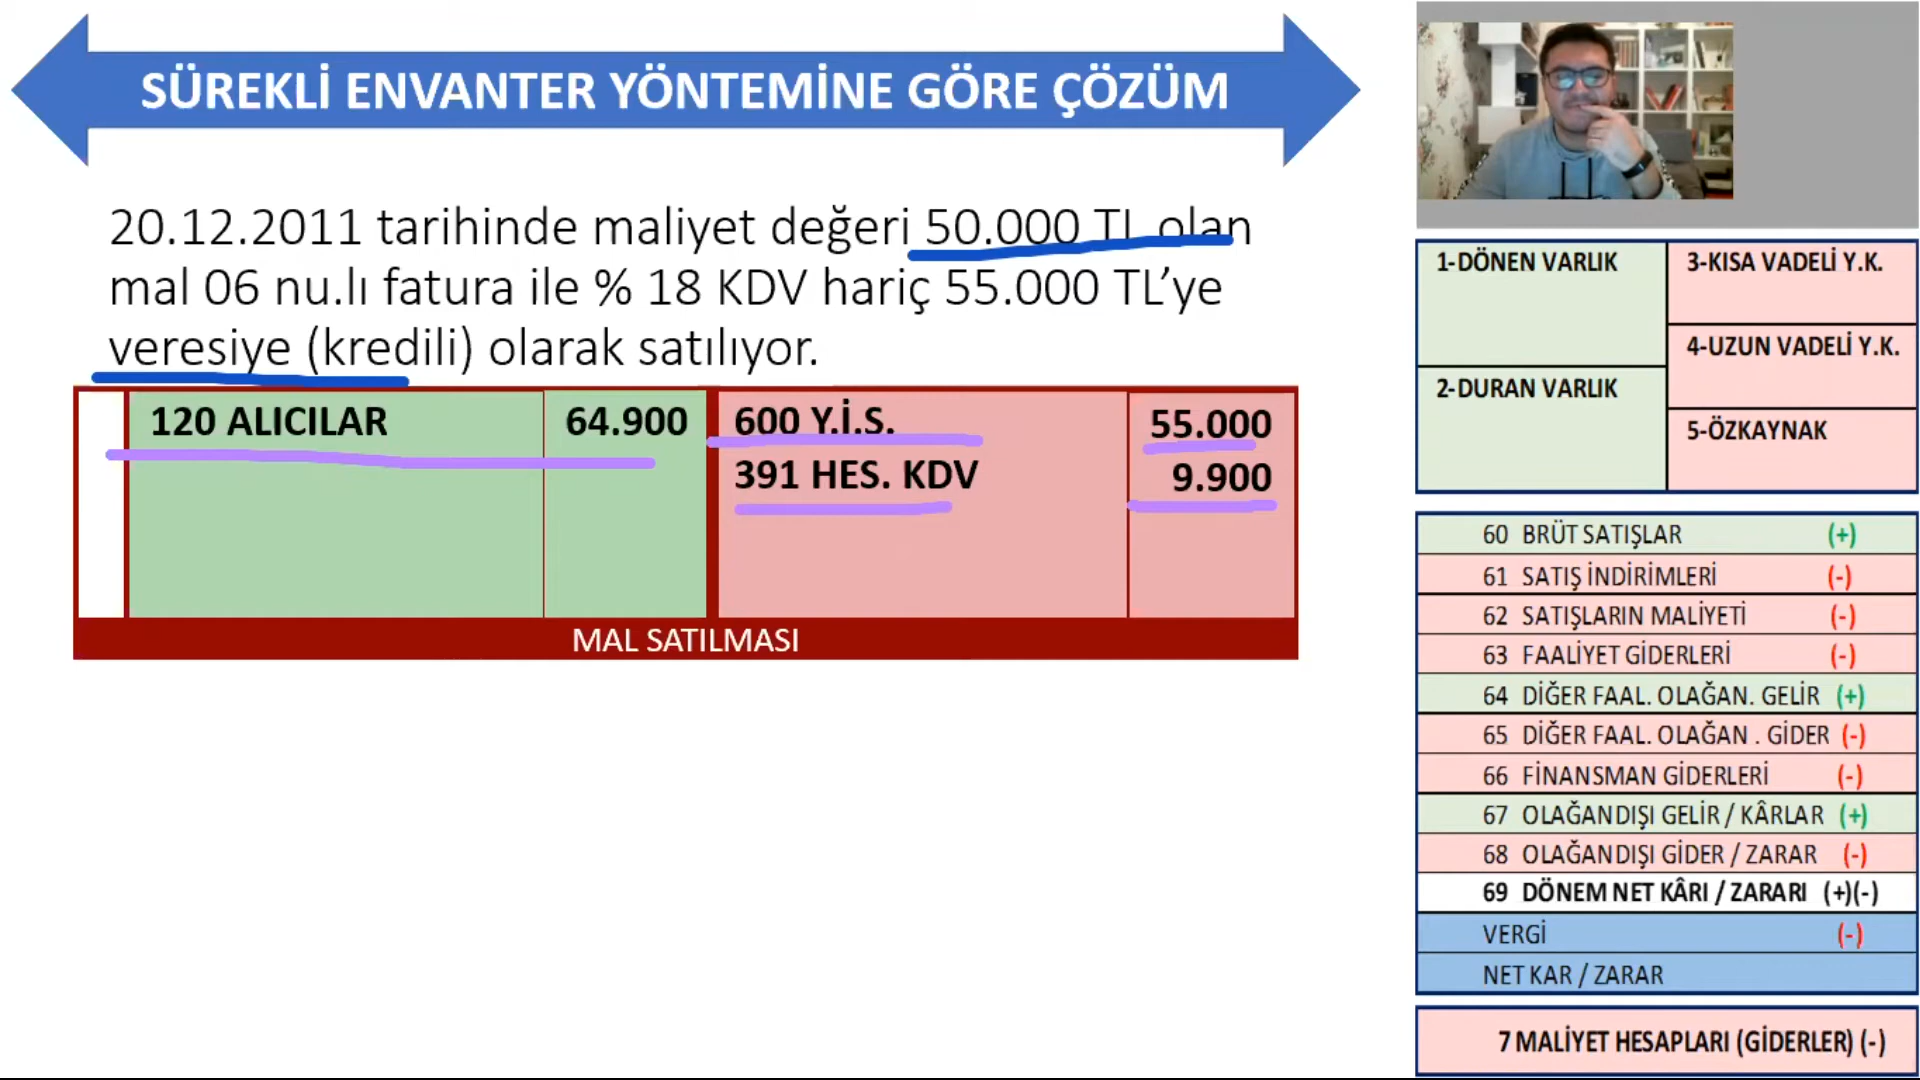 SÜREKLİ ENVANTER YÖNTEMİNE GÖRE ÇÖZÜM
20.12.2011 tarihinde maliyet değeri 50.000 TL olan
mal 06 nu.lı fatura ile % 18 KDV hariç 55.000 TL’ye
veresiye (kredili) olarak satılıyor.
120 ALICILAR 64.900 600 Y.İ.S. 55.000
391 HES. KDV 9.900
MAL SATILMASI
1-DÖNEN VARLIK
2-DURAN VARLIK
3-KISA VADELİ Y.K.
4-UZUN VADELİ Y.K.
5-ÖZKAYNAK
60 BRÜT SATIŞLAR (+)
61 SATIŞ İNDİRİMLERİ (-)
62 SATIŞLARIN MALİYETİ (-)
63 FAALİYET GİDERLERİ (-)
64 DİĞER FAAL. OLAĞAN. GELİR (+)
65 DİĞER FAAL. OLAĞAN . GİDER (-)
66 FİNANSMAN GİDERLERİ (-)
67 OLAĞANDIŞI GELİR / KÂRLAR (+)
68 OLAĞANDIŞI GİDER / ZARAR (-)
69 DÖNEM NET KÂRI / ZARARI (+)(-)
VERGİ (-)
NET KAR / ZARAR
7 MALİYET HESAPLARI (GİDERLER) (-)